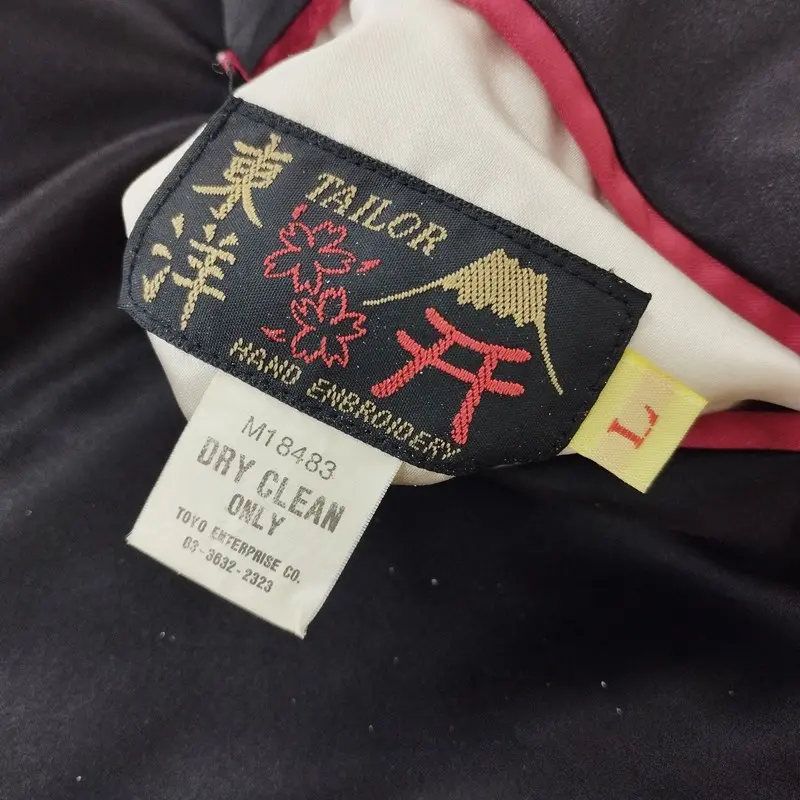 東洋
TAILOR
HAND EMBROIDERY
L
M18483
DRY CLEAN
ONLY
TOYO ENTERPRISE CO.
03-3632-2323